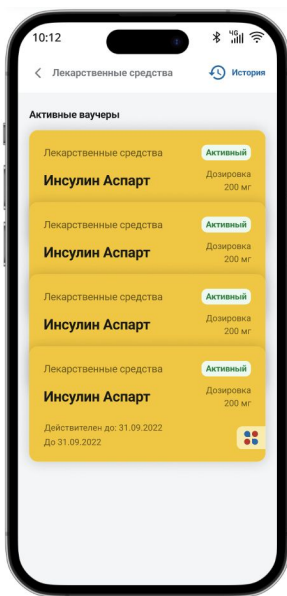 10:12
4G
Лекарственные средства
История
Активные ваучеры
Лекарственные средства
Активный
Инсулин Аспарт
Дозировка
200 мг
Лекарственные средства
Активный
Инсулин Аспарт
Дозировка
200 мг
Лекарственные средства
Активный
Инсулин Аспарт
Дозировка
200 мг
Лекарственные средства
Активный
Инсулин Аспарт
Дозировка
200 мг
Действителен до: 31.09.2022
До 31.09.2022